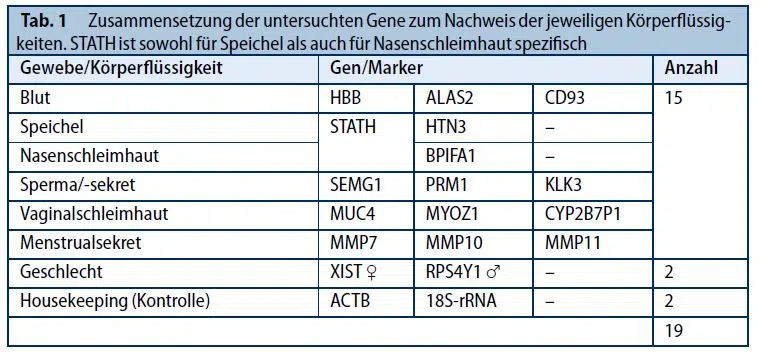 Tab. 1 Zusammensetzung der untersuchten Gene zum Nachweis der jeweiligen Körperflüssig-
keiten. STATH ist sowohl für Speichel als auch für Nasenschleimhaut spezifisch
Gewebe/Körperflüssigkeit Gen/Marker Anzahl
Blut HBB ALAS2 CD93 15
Speichel STATH HTN3 –
Nasenschleimhaut BPIFA1 –
Sperma/-sekret SEMG1 PRM1 KLK3
Vaginalschleimhaut MUC4 MYOZ1 CYP2B7P1
Menstrualsekret MMP7 MMP10 MMP11
Geschlecht XIST ♀ RPS4Y1 ♂ – 2
Housekeeping (Kontrolle) ACTB 18S-rRNA – 2
19